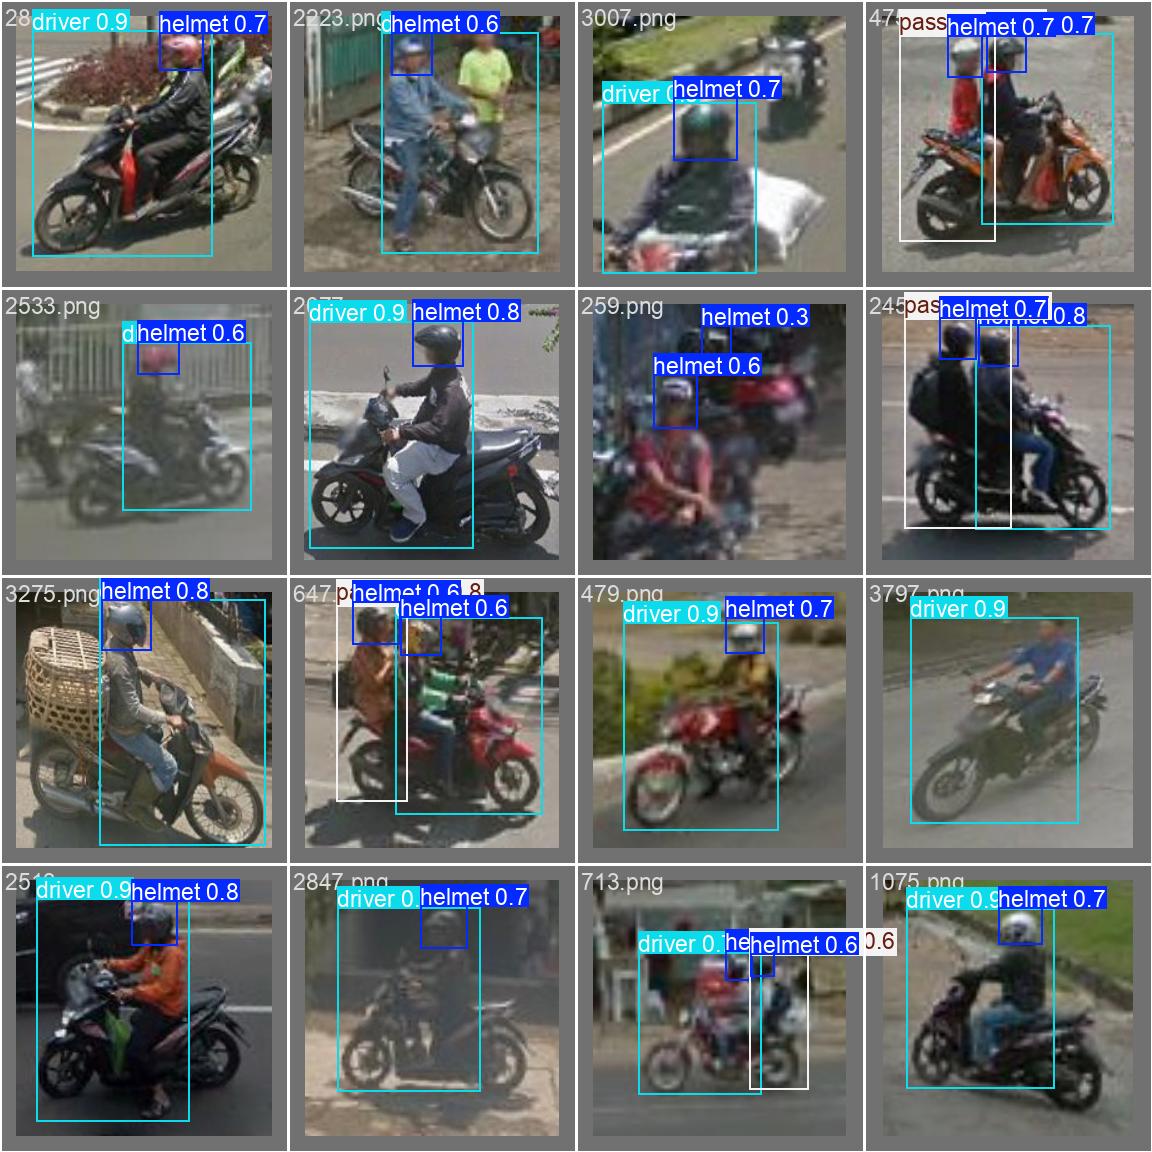 28
driver 0.9
helmet 0.7
2223.png
d
helmet 0.6
3007.png
driver 0.
helmet 0.7
47
pass
helmet 0.7
0.7
2533.png
d
helmet 0.6
driver 0.9
helmet 0.8
259.png
helmet 0.3
helmet 0.6
245
pas
helmet 0.7
helmet 0.8
3275.png
helmet 0.8
647.
pa
helmet 0.6
8
helmet 0.6
479.png
driver 0.9
helmet 0.7
3797.png
driver 0.9
driver 0.9
helmet 0.8
2847.png
driver 0.
helmet 0.7
713.png
driver 0.
he
helmet 0.6
0.6
1075.png
driver 0.9
helmet 0.7